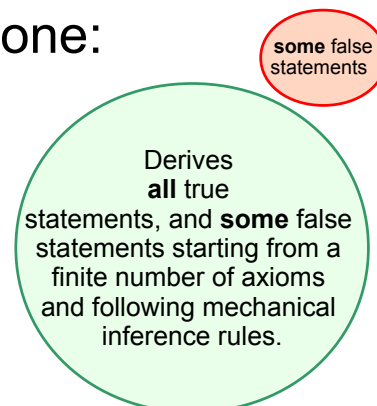 one:
some false
statements
Derives
all true
statements, and some false
statements starting from a
finite number of axioms
and following mechanical
inference rules.